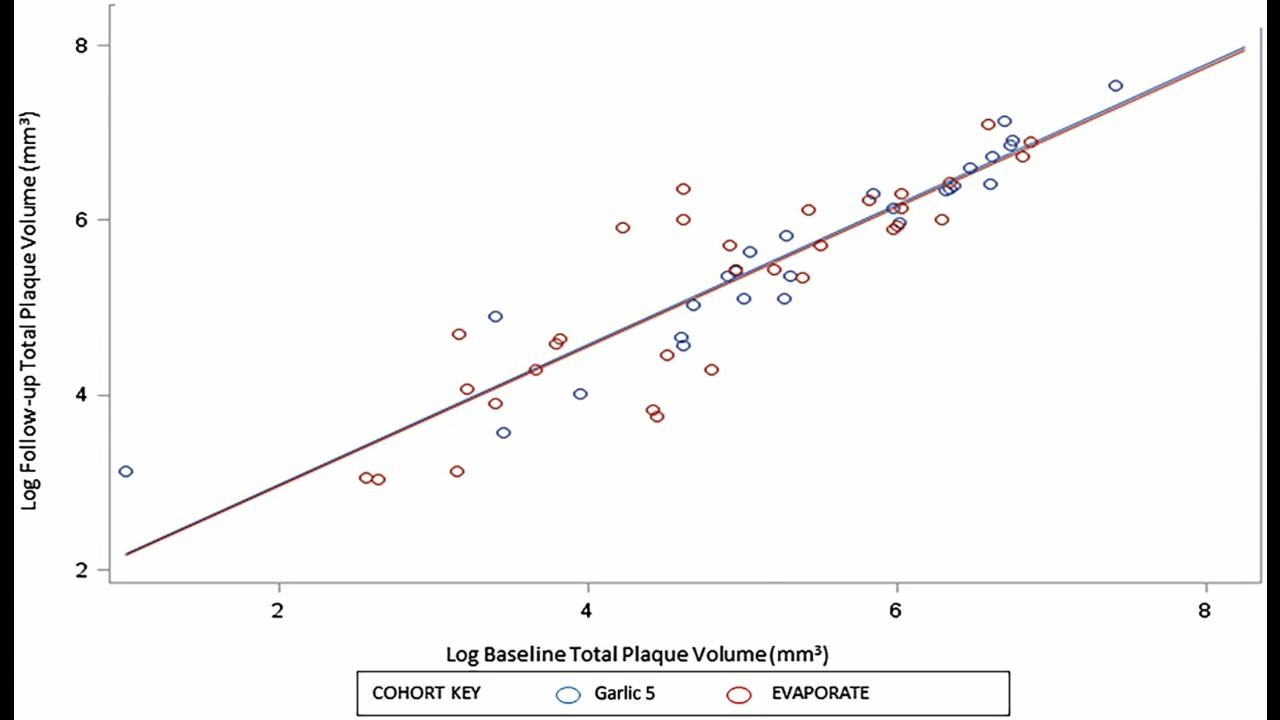 Log Follow-up Total Plaque Volume (mm³)
8
6
4
2
2 4 6 8
Log Baseline Total Plaque Volume (mm³)
COHORT KEY Garlic 5 EVAPORATE